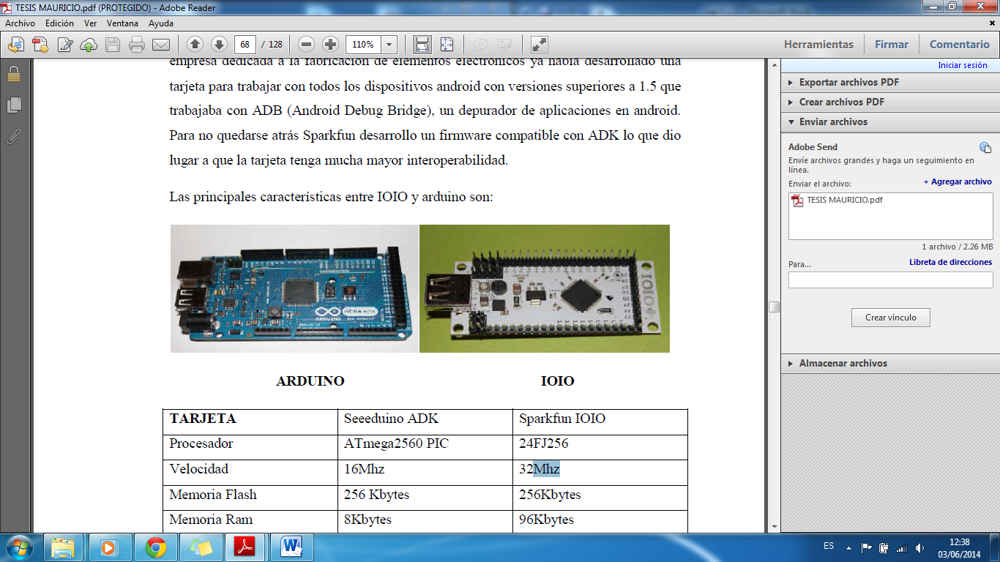 TESIS MAURICIO.pdf (PROTEGIDO) - Adobe Reader
Archivo Edición Ver Ventana Ayuda
68 / 128 110% Herramientas Firmar Comentario
empresa dedicada a la fabricación de elementos electrónicos ya había desarrollado una
tarjeta para trabajar con todos los dispositivos android con versiones superiores a 1.5 que
trabajaba con ADB (Android Debug Bridge), un depurador de aplicaciones en android.
Para no quedarse atrás Sparkfun desarrollo un firmware compatible con ADK lo que dio
lugar a que la tarjeta tenga mucha mayor interoperabilidad.
Las principales características entre IOIO y arduino son:
MEGA ADK
ARDUINO
IOIO
ARDUINO IOIO
TARJETA Seeeduino ADK Sparkfun IOIO
Procesador ATmega2560 PIC 24FJ256
Velocidad 16Mhz 32Mhz
Memoria Flash 256 Kbytes 256Kbytes
Memoria Ram 8Kbytes 96Kbytes
Iniciar sesión
Exportar archivos PDF
Crear archivos PDF
Enviar archivos
Adobe Send
Envíe archivos grandes y haga un seguimiento en
línea.
Enviar el archivo: + Agregar archivo
TESIS MAURICIO.pdf
1 archivo / 2.26 MB
Para... Libreta de direcciones
Crear vínculo
Almacenar archivos
ES 12:38
03/06/2014